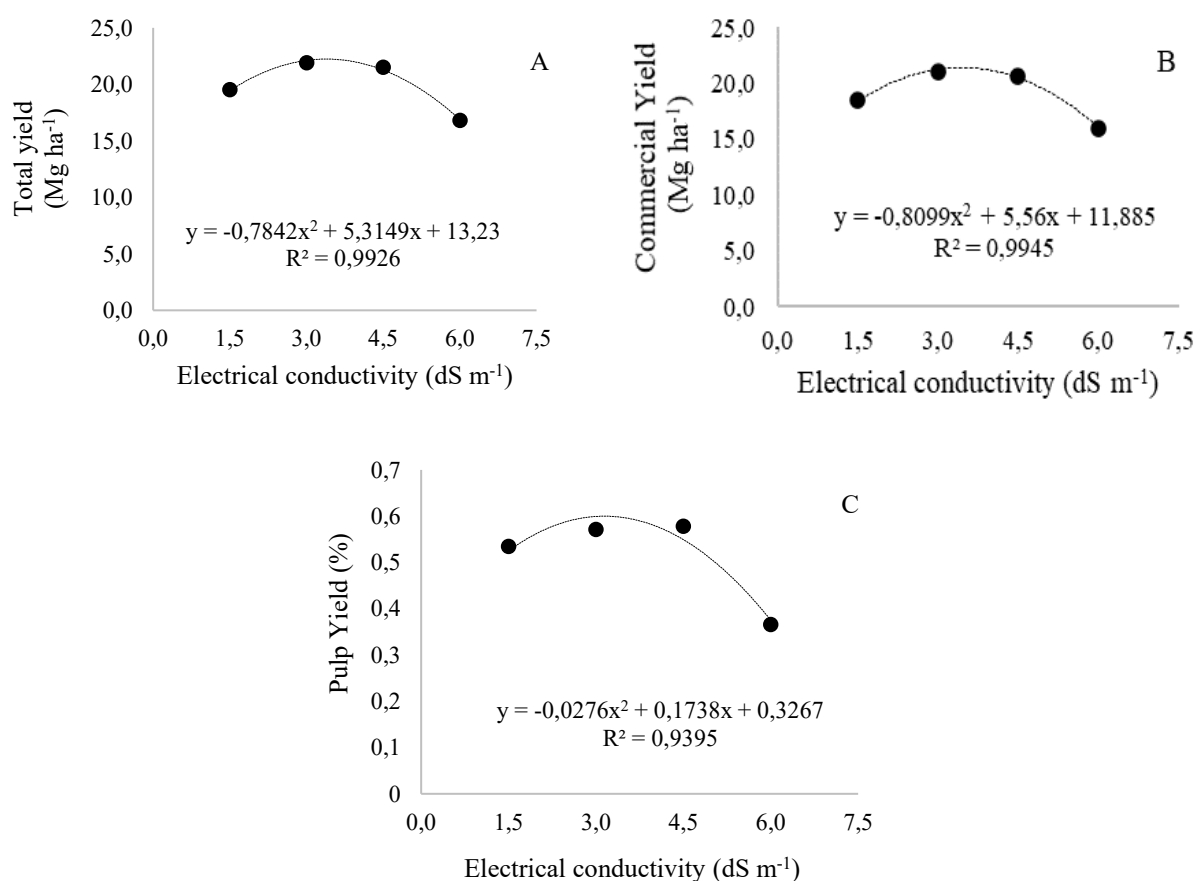 25,0
20,0
15,0
10,0
5,0
0,0
Total yield
(Mg ha⁻¹)
A
y = -0,7842x² + 5,3149x + 13,23
R² = 0,9926
0,0 1,5 3,0 4,5 6,0 7,5
Electrical conductivity (dS m⁻¹)
25,0
20,0
15,0
10,0
5,0
0,0
Commercial Yield
(Mg ha⁻¹)
B
y = -0,8099x² + 5,56x + 11,885
R² = 0,9945
0,0 1,5 3,0 4,5 6,0 7,5
Electrical conductivity (dS m⁻¹)
0,7
0,6
0,5
0,4
0,3
0,2
0,1
0
Pulp Yield (%)
C
y = -0,0276x² + 0,1738x + 0,3267
R² = 0,9395
0,0 1,5 3,0 4,5 6,0 7,5
Electrical conductivity (dS m⁻¹)